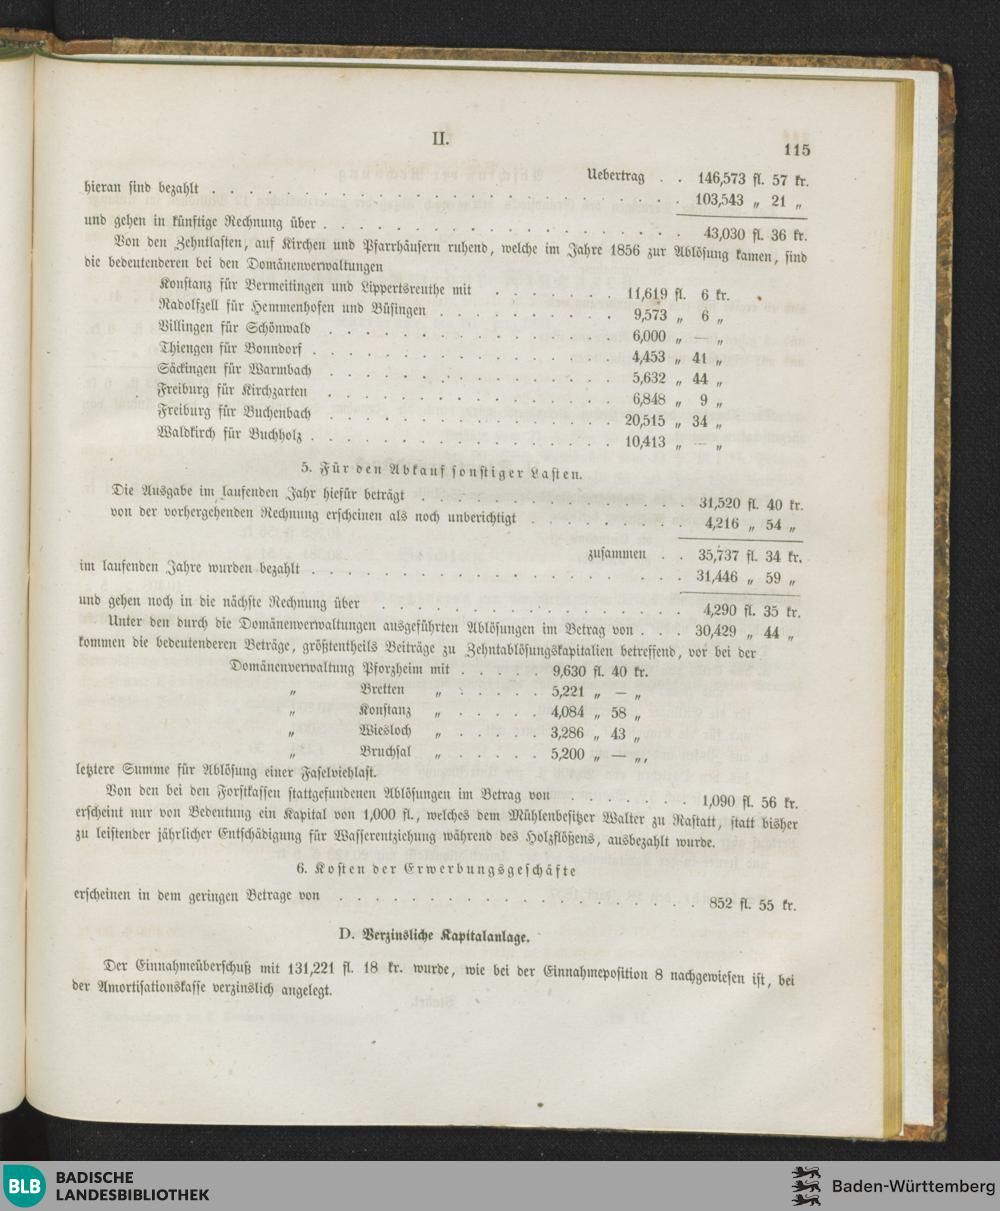 II.
115
Uebertrag . . 146,573 fl. 57 kr.
hieran sind bezahlt . . . . . . . . . . . . . . . . . . . . 103,543 „ 21 „
und gehen in künftige Rechnung über . . . . . . . . . . . . . . . 43,030 fl. 36 kr.
Von den Zehntlasten, auf Kirchen und Pfarrhäusern ruhend, welche im Jahre 1856 zur Ablösung kamen, sind
die bedeutenderen bei den Domänenverwaltungen
Konstanz für Bermeitingen und Lippertsreuthe mit . . . . . . . 11,619 fl. 6 kr.
Radolfzell für Hemmenhofen und Büsingen . . . . . . . . . . 9,573 „ 6 „
Villingen für Schönwald . . . . . . . . . . . . . . . 6,000 „ — „
Thiengen für Bonndorf . . . . . . . . . . . . . . . . 4,453 „ 41 „
Säckingen für Warmbach . . . . . . . . . . . . . . . 5,632 „ 44 „
Freiburg für Kirchzarten . . . . . . . . . . . . . . . 6,848 „ 9 „
Freiburg für Buchenbach . . . . . . . . . . . . . . . 20,515 „ 34 „
Waldkirch für Buchholz . . . . . . . . . . . . . . . . 10,413 „ — „
5. Für den Abkauf sonstiger Lasten.
Die Ausgabe im laufenden Jahr hiefür beträgt . . . . . . . . . . . . . . 31,520 fl. 40 kr.
von der vorhergehenden Rechnung erscheinen als noch unberichtigt . . . . . . . . . 4,216 „ 54 „
zusammen . . 35,737 fl. 34 kr.
im laufenden Jahre wurden bezahlt . . . . . . . . . . . . . . . . 31,446 „ 59 „
und gehen noch in die nächste Rechnung über . . . . . . . . . . . . . . . 4,290 fl. 35 kr.
Unter den durch die Domänenverwaltungen ausgeführten Ablösungen im Betrag von . . . 30,429 „ 44 „
kommen die bedeutenderen Beträge, größtentheils Beiträge zu Zehntablösungskapitalien betreffend, vor bei der
Domänenverwaltung Pforzheim mit . . . . . 9,630 fl. 40 kr.
„ Bretten „ . . . . . 5,221 „ — „
„ Konstanz „ . . . . . 4,084 „ 58 „
„ Wiesloch „ . . . . . 3,286 „ 43 „
„ Bruchsal „ . . . . . 5,200 „ — „,
letztere Summe für Ablösung einer Faselviehlast.
Von den bei den Forstkassen stattgefundenen Ablösungen im Betrag von . . . . . . . 1,090 fl. 56 kr.
erscheint nur von Bedeutung ein Kapital von 1,000 fl., welches dem Mühlenbesitzer Walter zu Rastatt, statt bisher
zu leistender jährlicher Entschädigung für Wasserentziehung während des Holzflößens, ausbezahlt wurde.
6. Kosten der Erwerbungsgeschäfte
erscheinen in dem geringen Betrage von . . . . . . . . . . . . . . . . . . 852 fl. 55 kr.
D. Verzinsliche Kapitalanlage.
Der Einnahmeüberschuß mit 131,221 fl. 18 kr. wurde, wie bei der Einnahmeposition 8 nachgewiesen ist, bei
der Amortisationskasse verzinslich angelegt.
BLB BADISCHE
LANDESBIBLIOTHEK
Baden-Württemberg